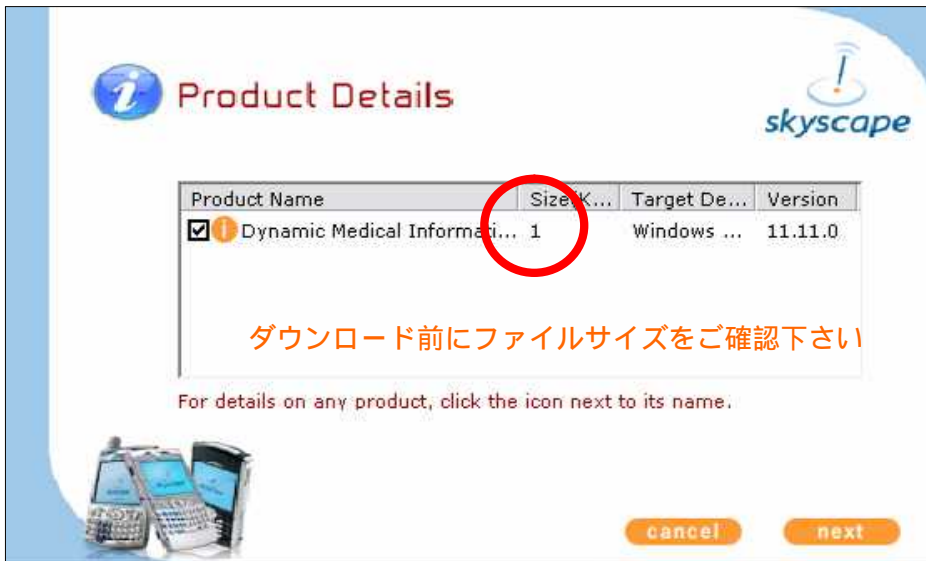 Product Details
skyscape
Product Name Size(K... Target De... Version
Dynamic Medical Informati... 1 Windows ... 11.11.0
ダウンロード前にファイルサイズをご確認下さい
For details on any product, click the icon next to its name.
cancel next